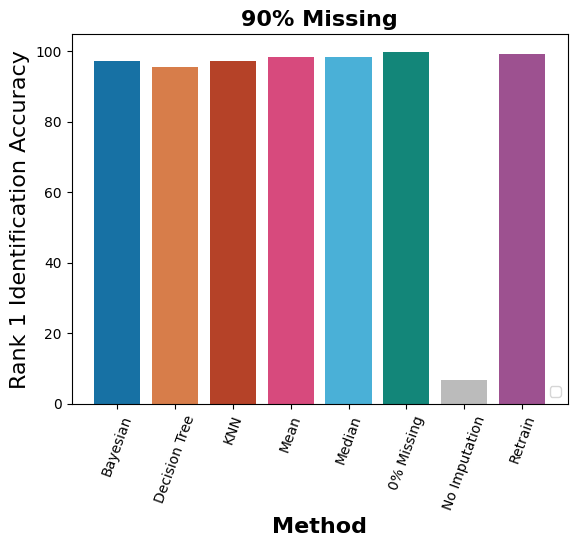 90% Missing
Rank 1 Identification Accuracy
100
80
60
40
20
0
Bayesian
Decision Tree
KNN
Mean
Median
0% Missing
No Imputation
Retrain
Method